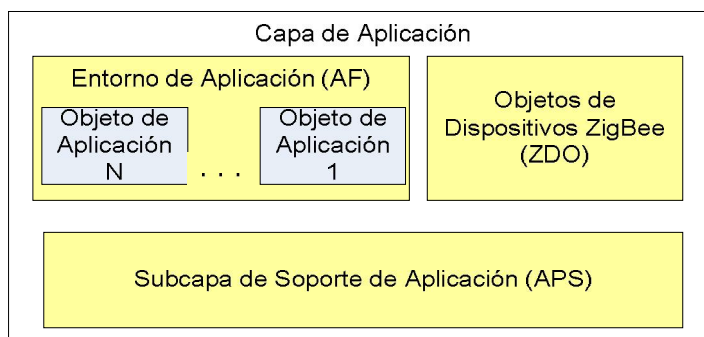 Capa de Aplicación
Entorno de Aplicación (AF)
Objeto de
Aplicación
N
. . .
Objeto de
Aplicación
1
Objetos de
Dispositivos ZigBee
(ZDO)
Subcapa de Soporte de Aplicación (APS)